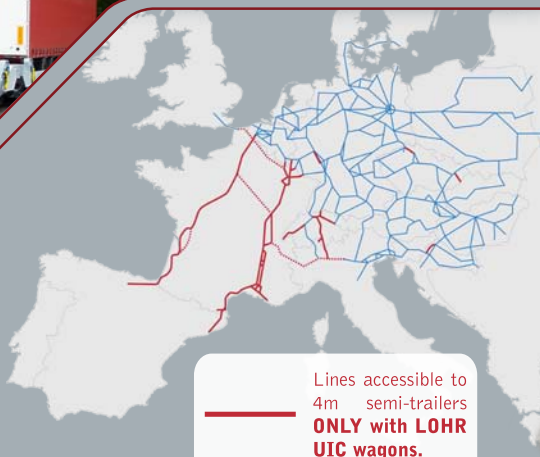 Lines accessible to
4m semi-trailers
ONLY with LOHR
UIC wagons.